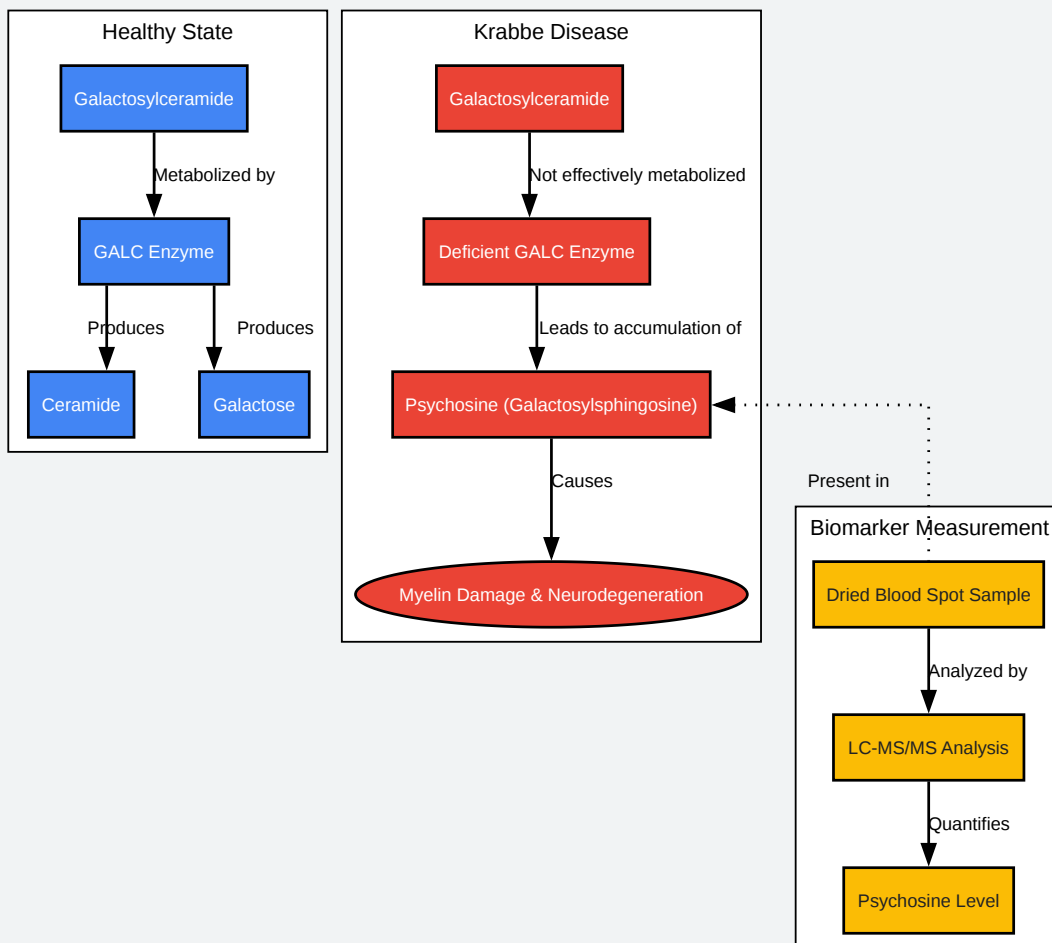 Healthy State
Galactosylceramide
Metabolized by
GALC Enzyme
Produces
Produces
Ceramide
Galactose
Krabbe Disease
Galactosylceramide
Not effectively metabolized
Deficient GALC Enzyme
Leads to accumulation of
Psychosine (Galactosylsphingosine)
Causes
Myelin Damage & Neurodegeneration
Present in
Biomarker Measurement
Dried Blood Spot Sample
Analyzed by
LC-MS/MS Analysis
Quantifies
Psychosine Level